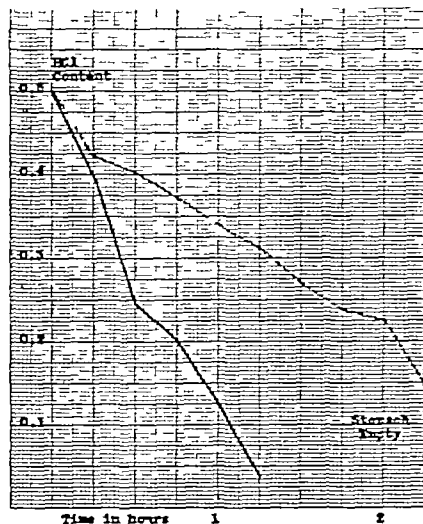 HCl
Content
0.5
0.4
0.3
0.2
0.1
Stomach
Empty
Time in hours 1 2